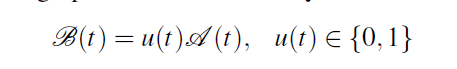 ℬ(t) = u(t)𝒜(t), u(t) ∈ {0,1}